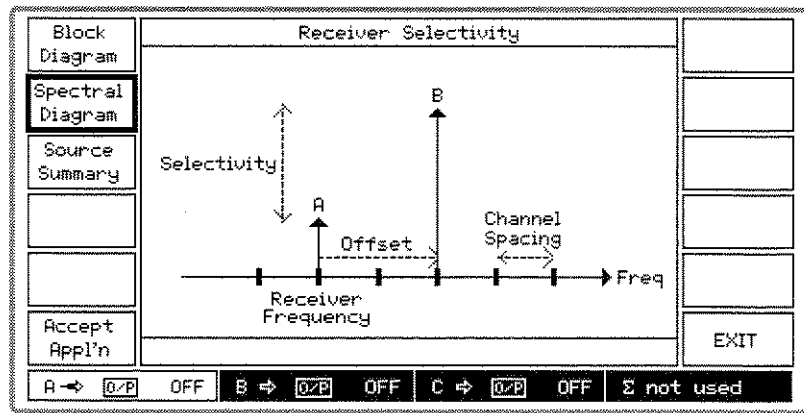 Block
Diagram
Receiver Selectivity
Spectral
Diagram
B
Source
Summary
Selectivity
A
Offset
Channel
Spacing
Freq
Receiver
Frequency
Accept
Appl'n
EXIT
A ➔ O/P OFF B ➔ O/P OFF C ➔ O/P OFF Σ not used